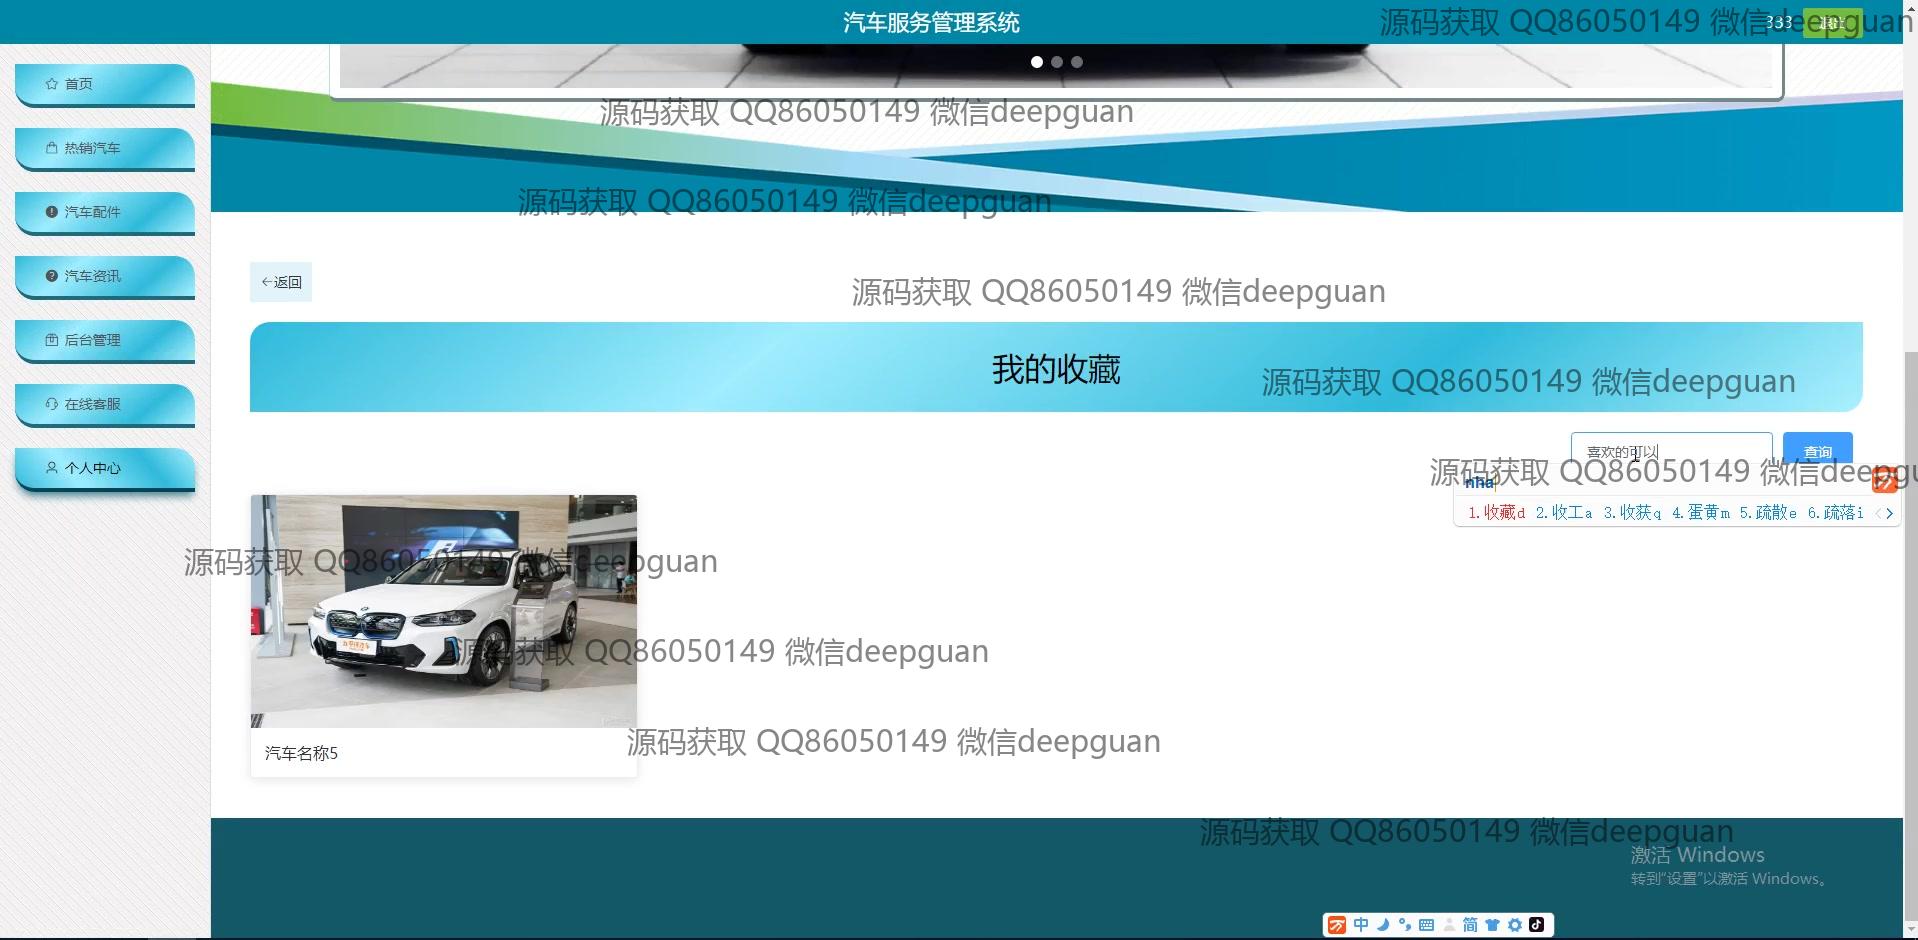 汽车服务管理系统
333 退出
源码获取 QQ86050149 微信deepguan
首页
热销汽车
汽车配件
汽车资讯
后台管理
在线客服
个人中心
源码获取 QQ86050149 微信deepguan
源码获取 QQ86050149 微信deepguan
←返回
源码获取 QQ86050149 微信deepguan
我的收藏
源码获取 QQ86050149 微信deepguan
喜欢的可以
查询
源码获取 QQ86050149 微信deepgu
nha
1.收藏d 2.收工a 3.收获q 4.蛋黄m 5.疏散e 6.疏落i
源码获取 QQ86050149 微信deepguan
源码获取 QQ86050149 微信deepguan
源码获取 QQ86050149 微信deepguan
汽车名称5
源码获取 QQ86050149 微信deepguan
激活 Windows
转到"设置"以激活 Windows。
中 简